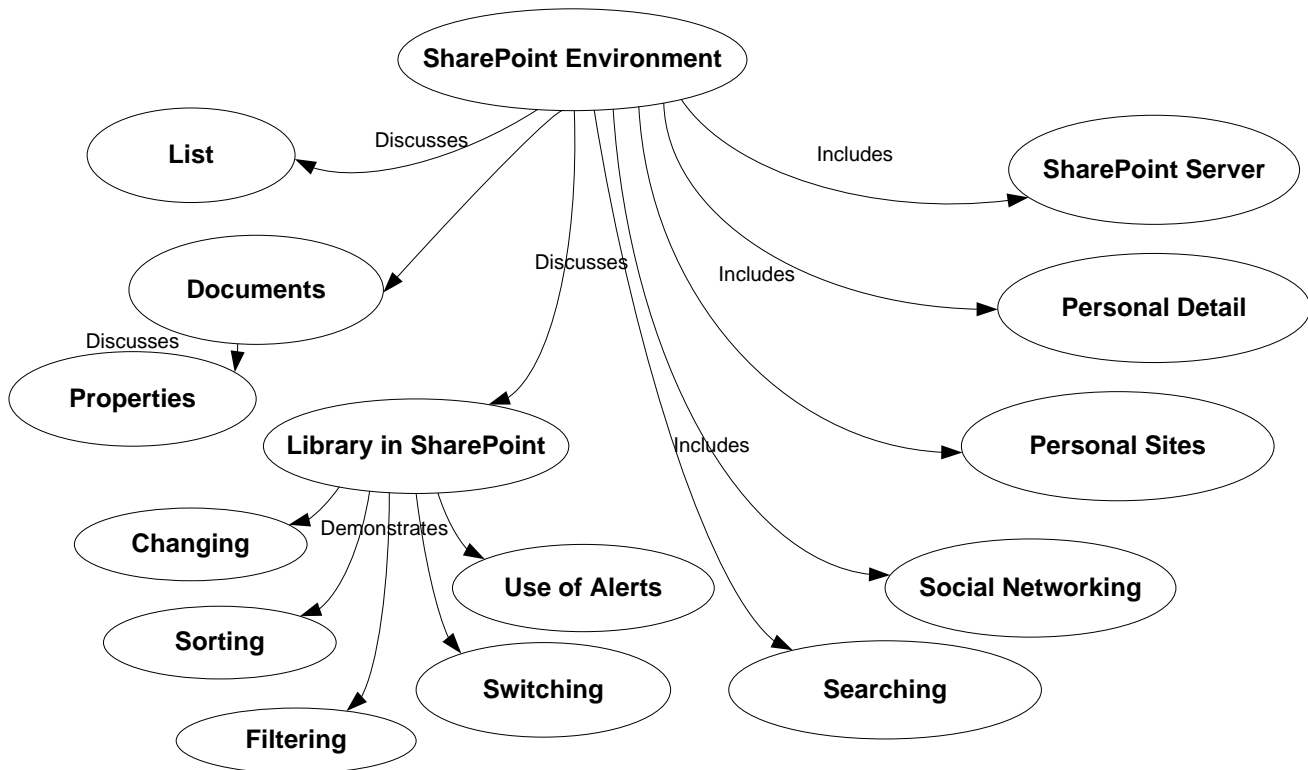 SharePoint Environment
Discusses
List
Includes
SharePoint Server
Discusses
Includes
Documents
Personal Detail
Discusses
Properties
Library in SharePoint
Includes
Personal Sites
Changing
Demonstrates
Use of Alerts
Social Networking
Sorting
Switching
Searching
Filtering